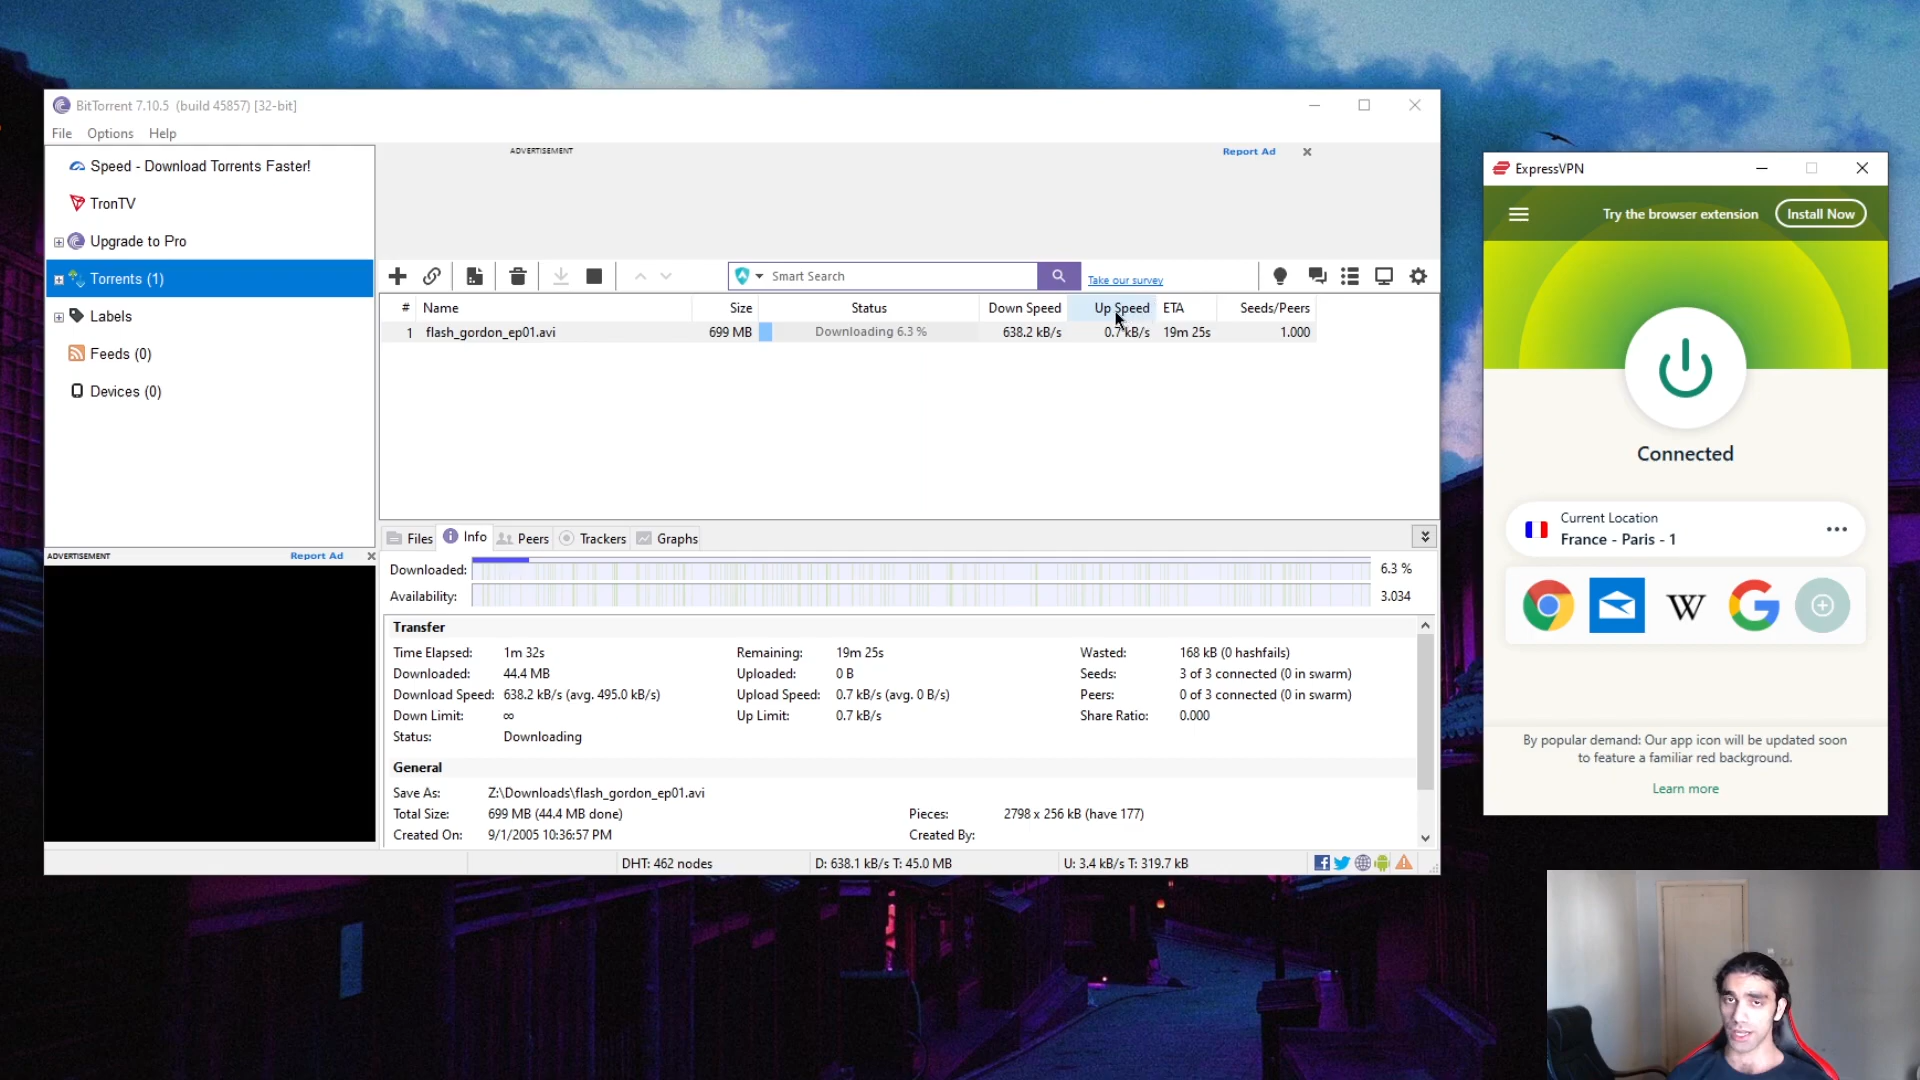 BitTorrent 7.10.5 (build 45857) [32-bit]
File Options Help
Speed - Download Torrents Faster!
TronTV
Upgrade to Pro
Torrents (1)
Labels
Feeds (0)
Devices (0)
ADVERTISEMENT Report Ad
ADVERTISEMENT Report Ad
Smart Search
Take our survey
# Name Size Status Down Speed Up Speed ETA Seeds/Peers
1 flash_gordon_ep01.avi 699 MB Downloading 6.3 % 638.2 kB/s 0.7 kB/s 19m 25s 1.000
Files Info Peers Trackers Graphs
Downloaded: 6.3 %
Availability: 3.034
Transfer
Time Elapsed: 1m 32s Remaining: 19m 25s Wasted: 168 kB (0 hashfails)
Downloaded: 44.4 MB Uploaded: 0 B Seeds: 3 of 3 connected (0 in swarm)
Download Speed: 638.2 kB/s (avg. 495.0 kB/s) Upload Speed: 0.7 kB/s (avg. 0 B/s) Peers: 0 of 3 connected (0 in swarm)
Down Limit: ∞ Up Limit: 0.7 kB/s Share Ratio: 0.000
Status: Downloading
General
Save As: Z:\Downloads\flash_gordon_ep01.avi
Total Size: 699 MB (44.4 MB done) Pieces: 2798 x 256 kB (have 177)
Created On: 9/1/2005 10:36:57 PM Created By:
DHT: 462 nodes D: 638.1 kB/s T: 45.0 MB U: 3.4 kB/s T: 319.7 kB
ExpressVPN
Try the browser extension Install Now
Connected
Current Location
France - Paris - 1
W
By popular demand: Our app icon will be updated soon
to feature a familiar red background.
Learn more